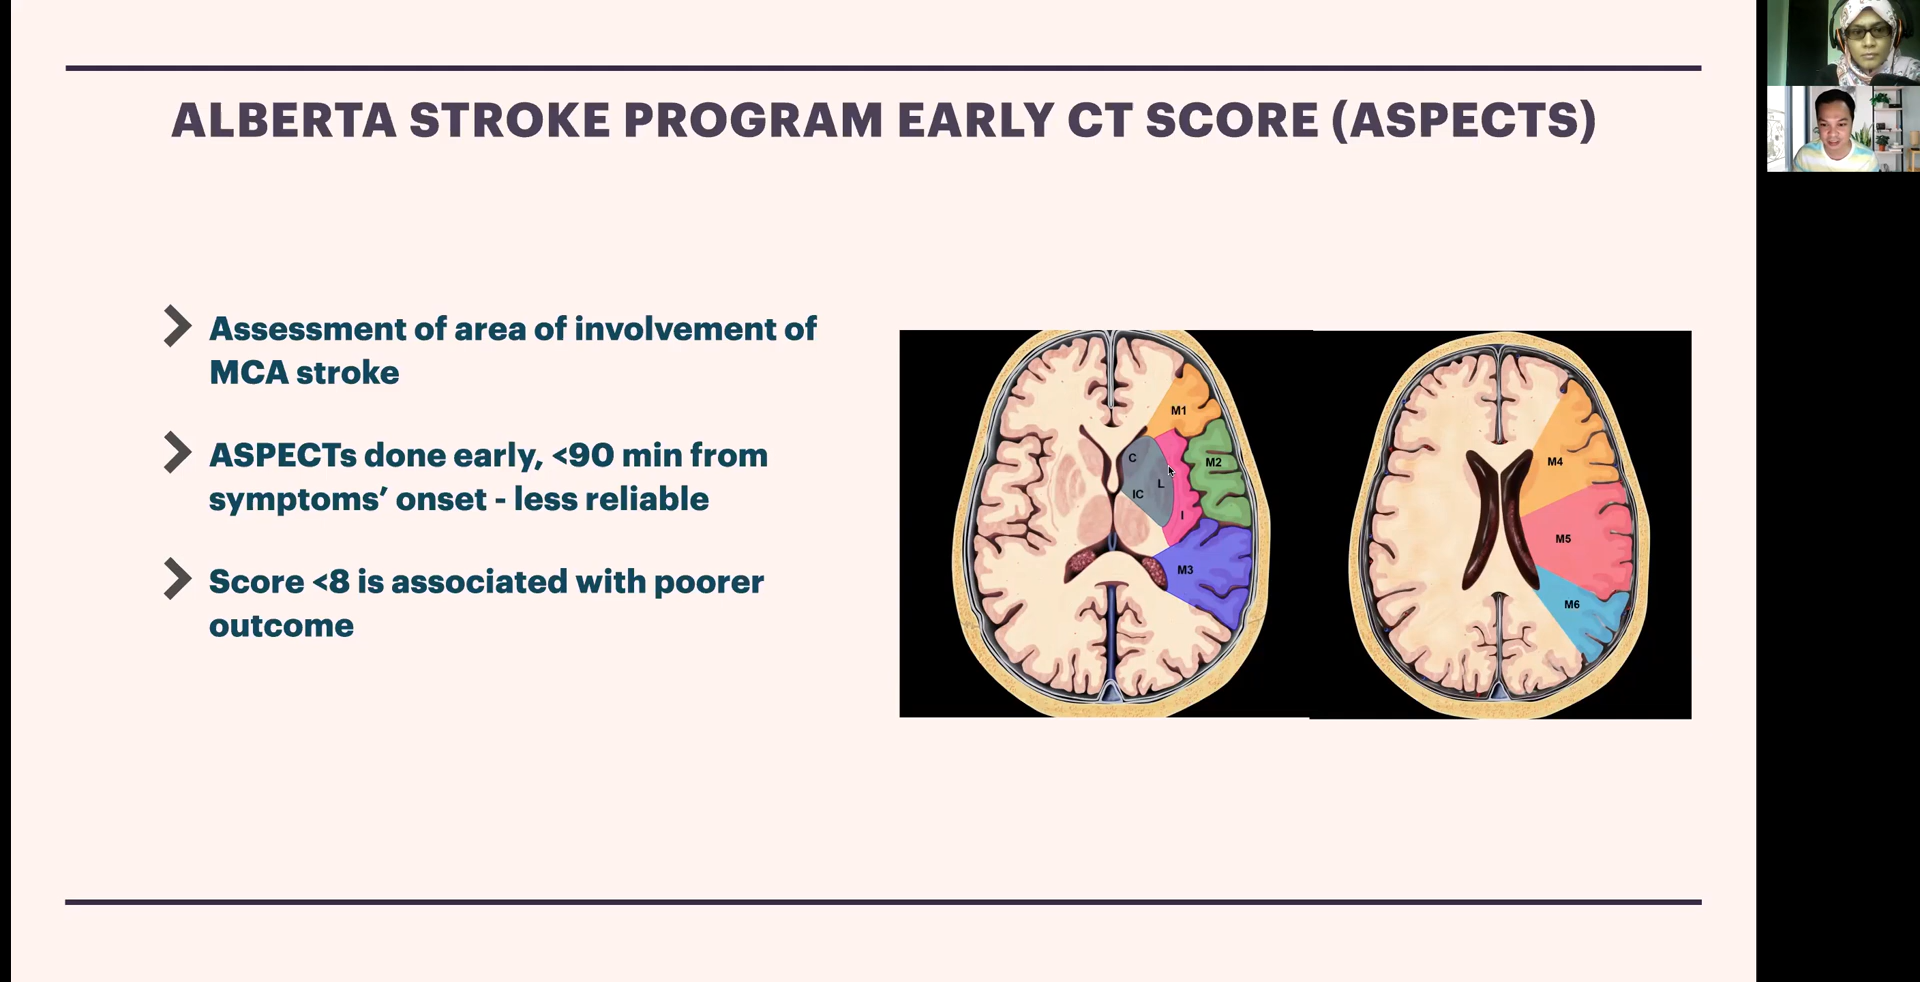 ALBERTA STROKE PROGRAM EARLY CT SCORE (ASPECTS)
Assessment of area of involvement of
MCA stroke
ASPECTs done early, <90 min from
symptoms’ onset - less reliable
Score <8 is associated with poorer
outcome
M1
C
M2
L
IC
I
M3
M4
M5
M6